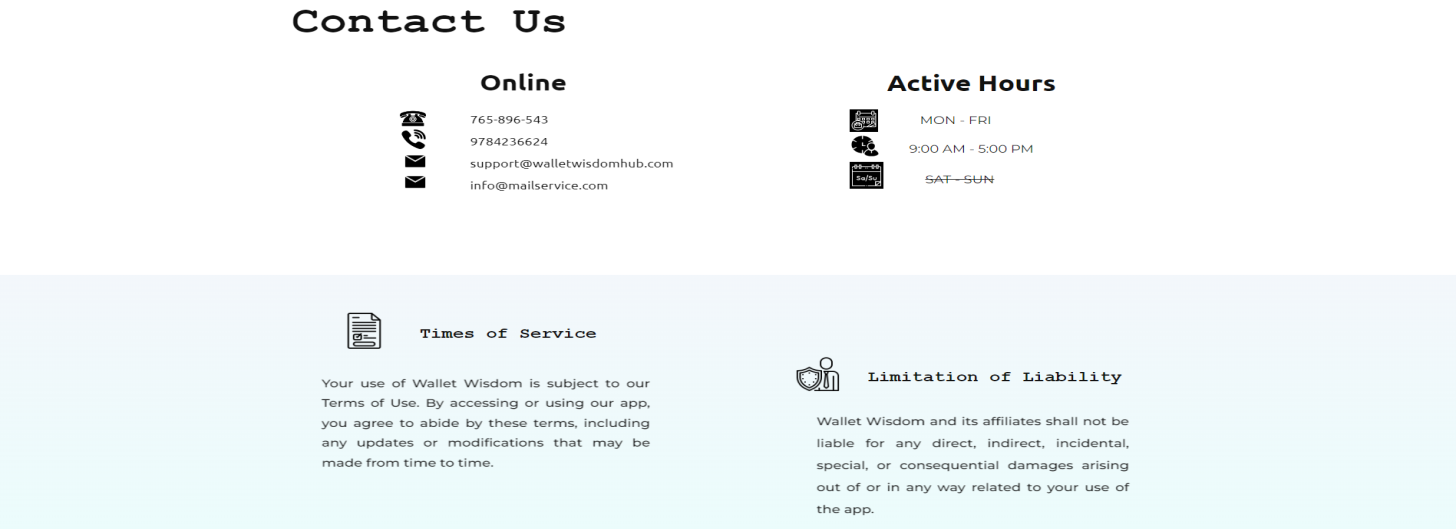 Contact Us
Online
765-896-543
9784236624
support@walletwisdomhub.com
info@mailservice.com
Active Hours
MON - FRI
9:00 AM - 5:00 PM
Sa/Su
SAT - SUN
Times of Service
Your use of Wallet Wisdom is subject to our
Terms of Use. By accessing or using our app,
you agree to abide by these terms, including
any updates or modifications that may be
made from time to time.
Limitation of Liability
Wallet Wisdom and its affiliates shall not be
liable for any direct, indirect, incidental,
special, or consequential damages arising
out of or in any way related to your use of
the app.